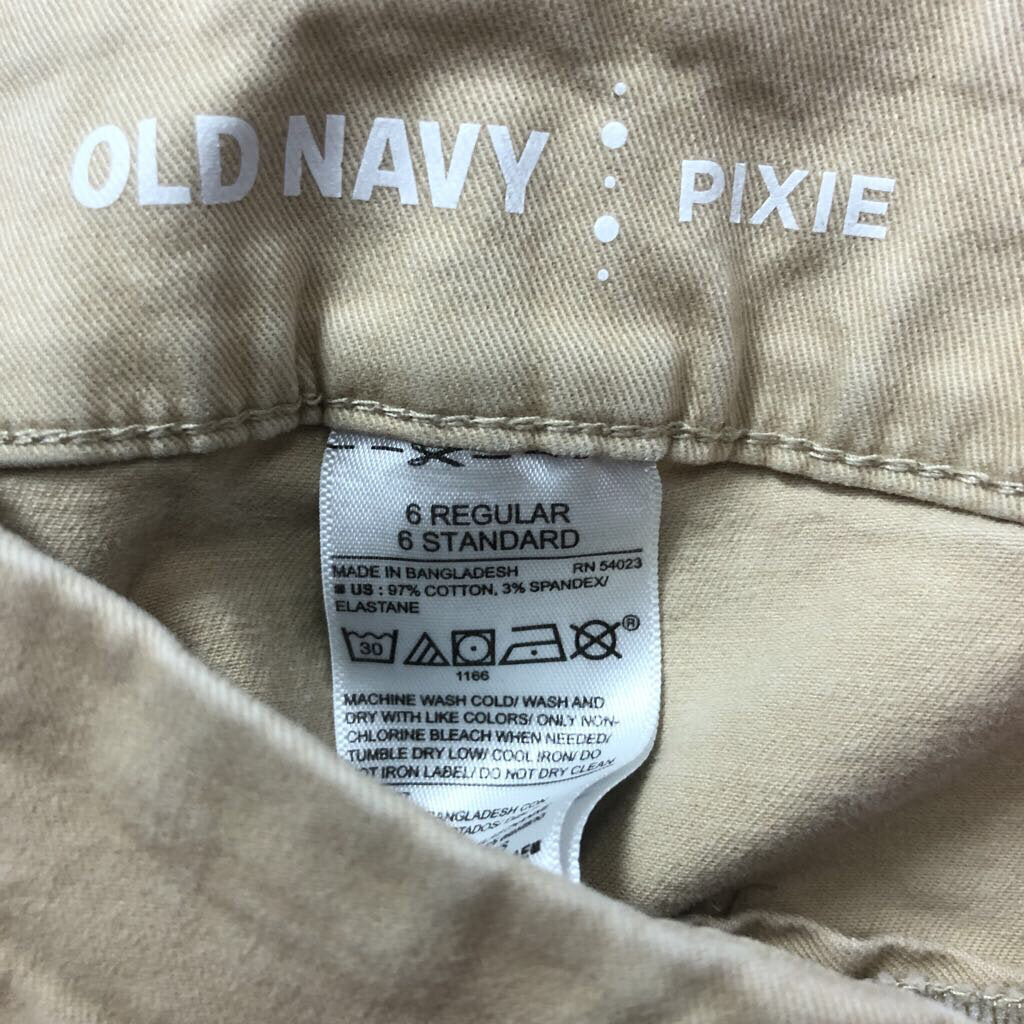 OLD NAVY PIXIE
6 REGULAR
6 STANDARD
MADE IN BANGLADESH RN 54023
US : 97% COTTON, 3% SPANDEX/
ELASTANE
30
®
1166
MACHINE WASH COLD/ WASH AND
DRY WITH LIKE COLORS/ ONLY NON-
CHLORINE BLEACH WHEN NEEDED/
TUMBLE DRY LOW/ COOL IRON/ DO
IRON LABEL/ DO NOT DRY CLEAN